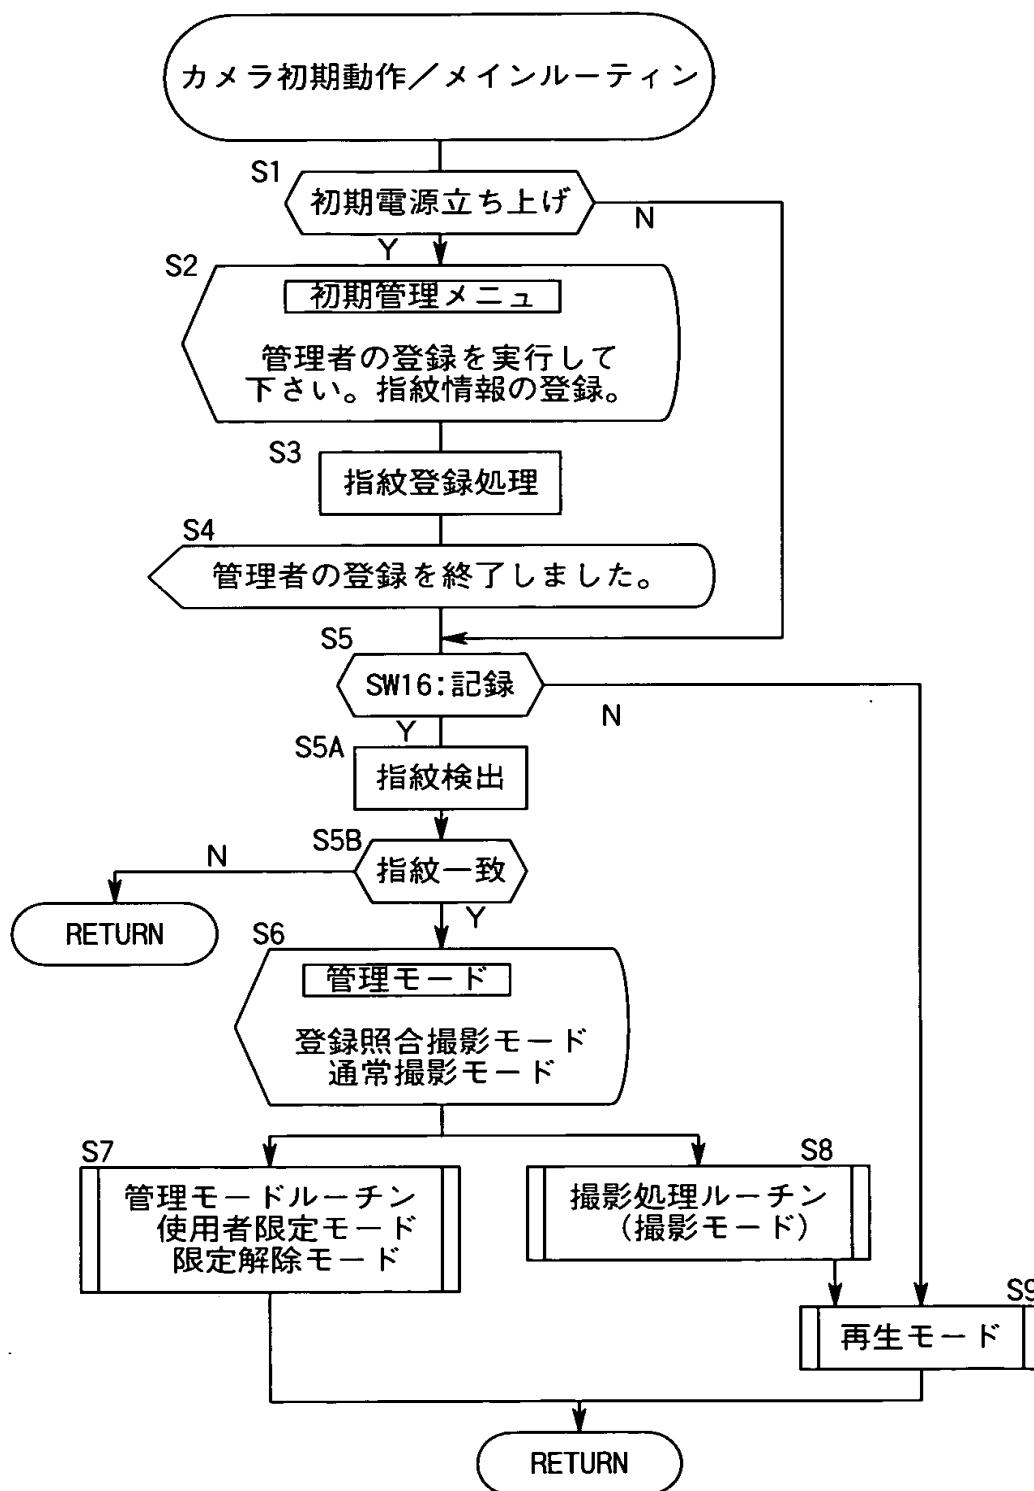 カメラ初期動作／メインルーティン
S1
初期電源立ち上げ
N
Y
S2
初期管理メニュ
管理者の登録を実行して
下さい。指紋情報の登録。
S3
指紋登録処理
S4
管理者の登録を終了しました。
S5
SW16:記録
N
Y
S5A
指紋検出
S5B
指紋一致
N
Y
RETURN
S6
管理モード
登録照合撮影モード
通常撮影モード
S7
管理モードルーチン
使用者限定モード
限定解除モード
S8
撮影処理ルーチン
(撮影モード)
S9
再生モード
RETURN